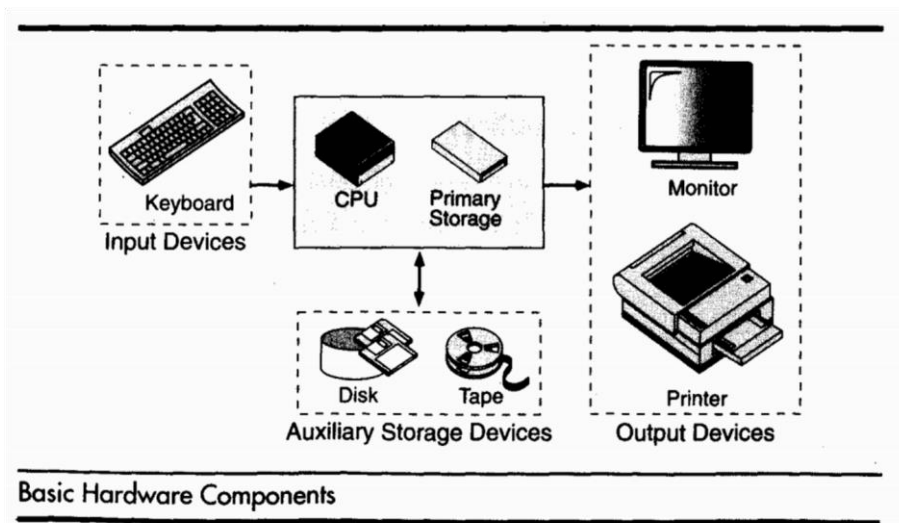 Keyboard
Input Devices
CPU
Primary
Storage
Monitor
Disk
Tape
Auxiliary Storage Devices
Printer
Output Devices
Basic Hardware Components